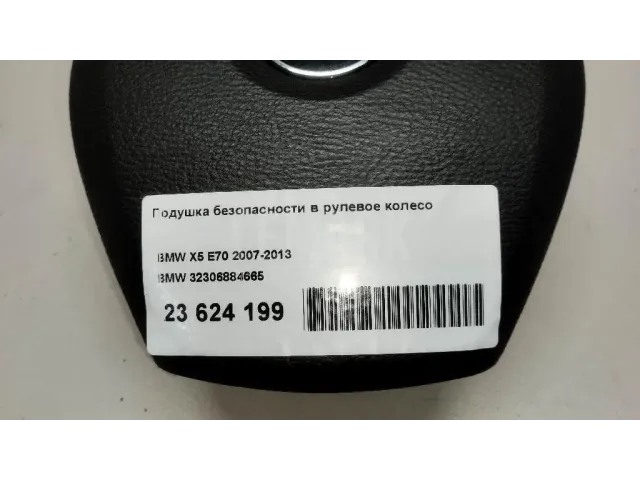 Подушка безопасности в рулевое колесо
BMW X5 E70 2007-2013
BMW 32306884665
23 624 199